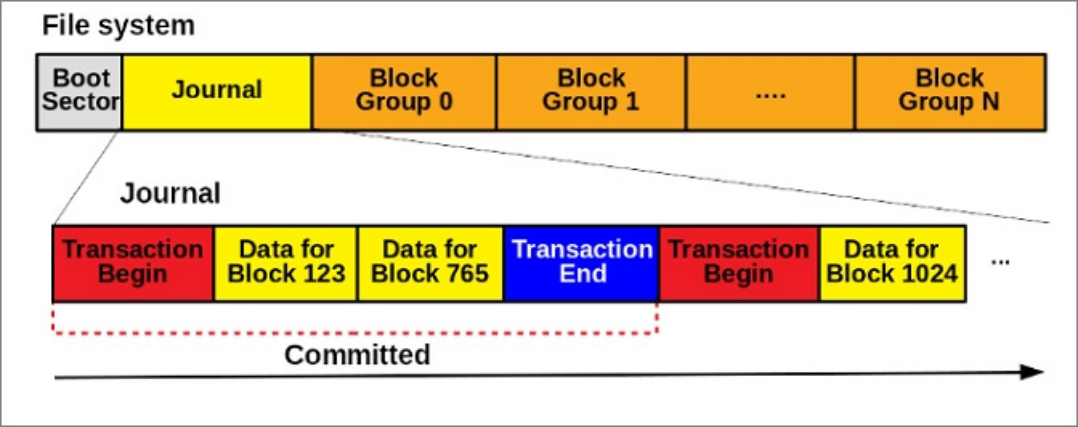 File system
Boot
Sector
Journal
Block
Group 0
Block
Group 1
....
Block
Group N
Journal
Transaction
Begin
Data for
Block 123
Data for
Block 765
Transaction
End
Transaction
Begin
Data for
Block 1024
...
Committed